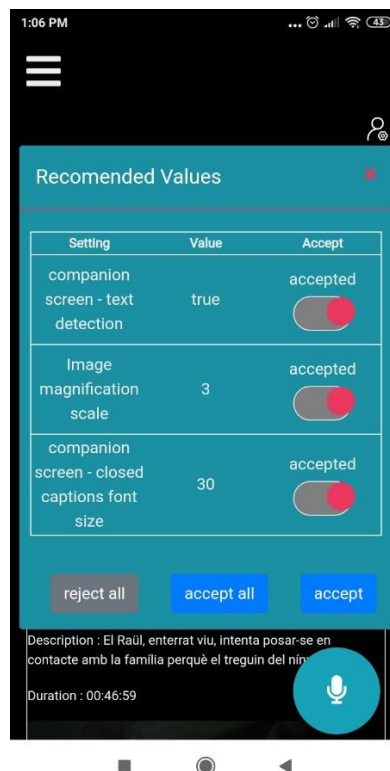 1:06 PM
43
Recomended Values
Setting Value Accept
companion
screen - text
detection
true
accepted
Image
magnification
scale
3
accepted
companion
screen - closed
captions font
size
30
accepted
reject all accept all accept
Description : El Raül, enterrat viu, intenta posar-se en
contacte amb la família perquè el treguin del
Duration : 00:46:59